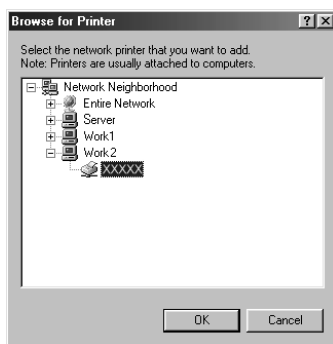 Browse for Printer
Select the network printer that you want to add.
Note: Printers are usually attached to computers.
Network Neighborhood
Entire Network
Server
Work1
Work2
XXXXX
OK Cancel